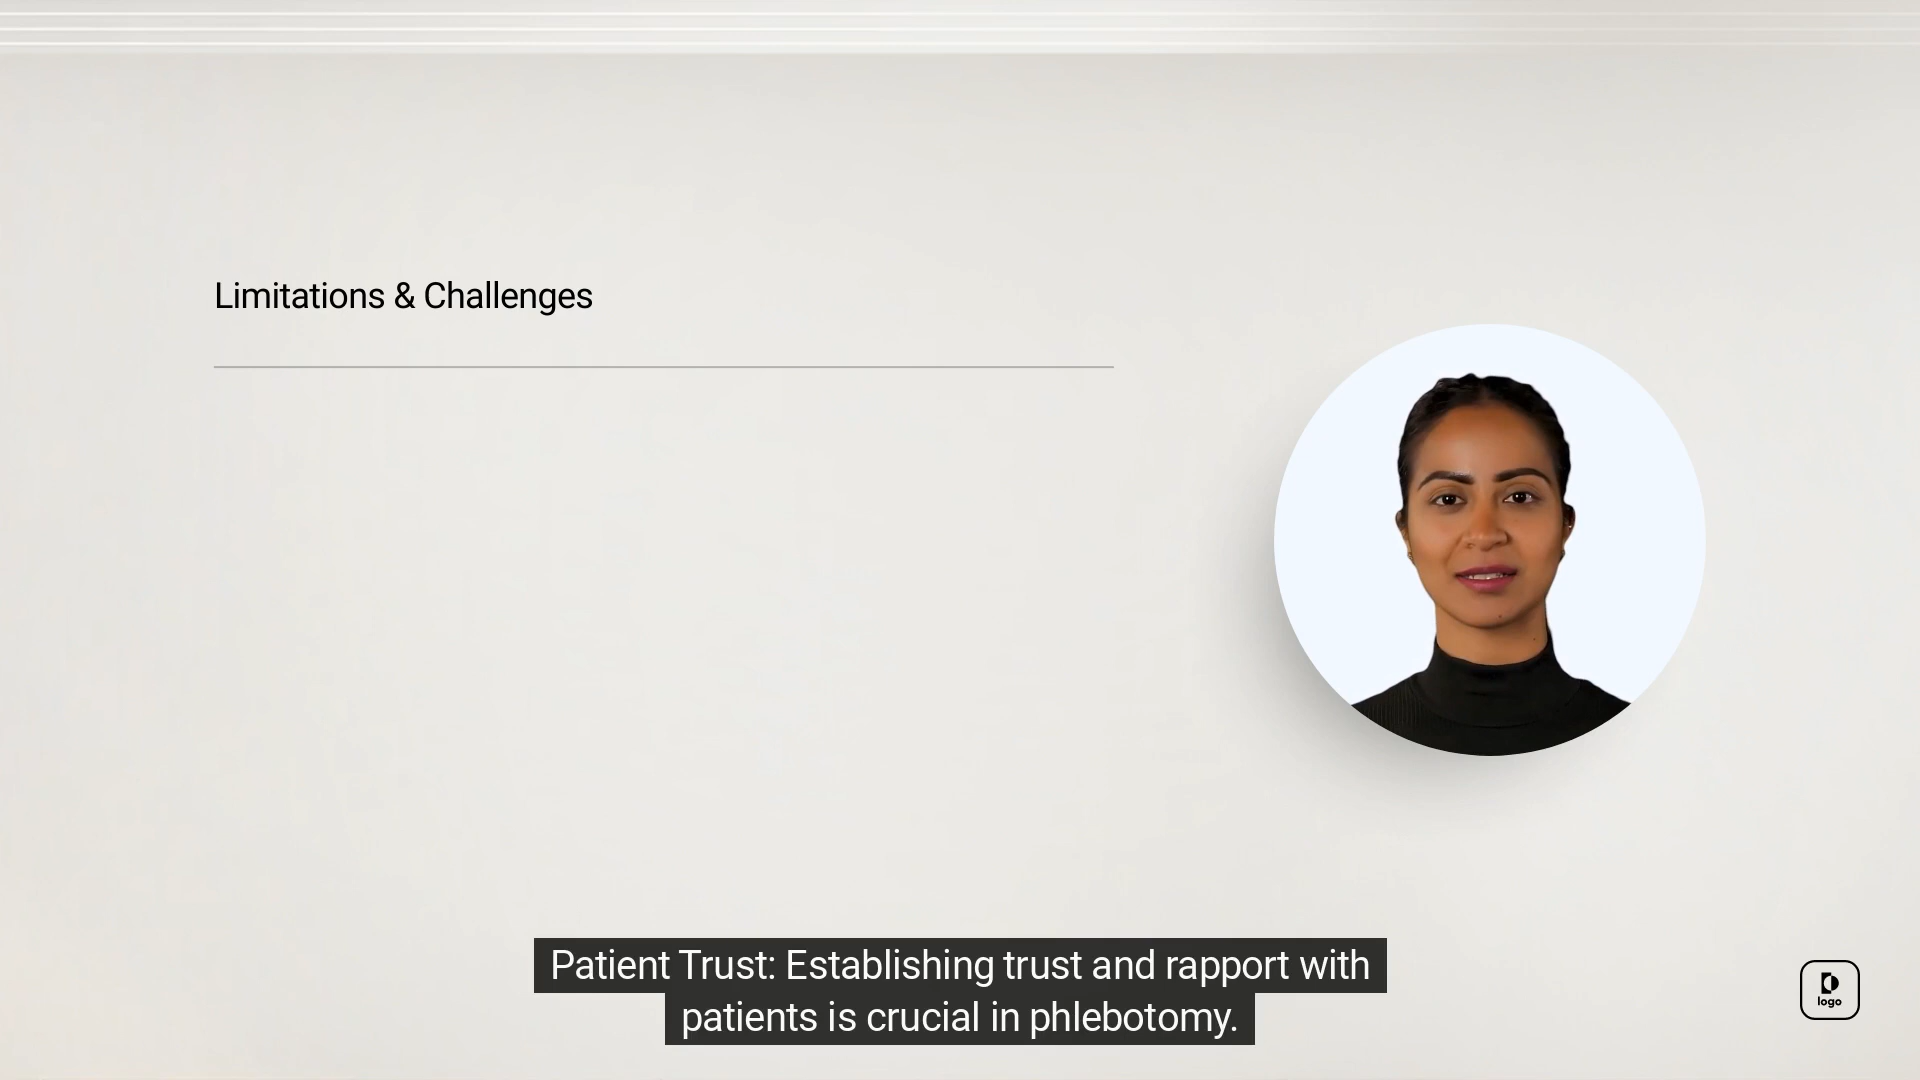 Limitations & Challenges
Patient Trust: Establishing trust and rapport with
patients is crucial in phlebotomy.
logo